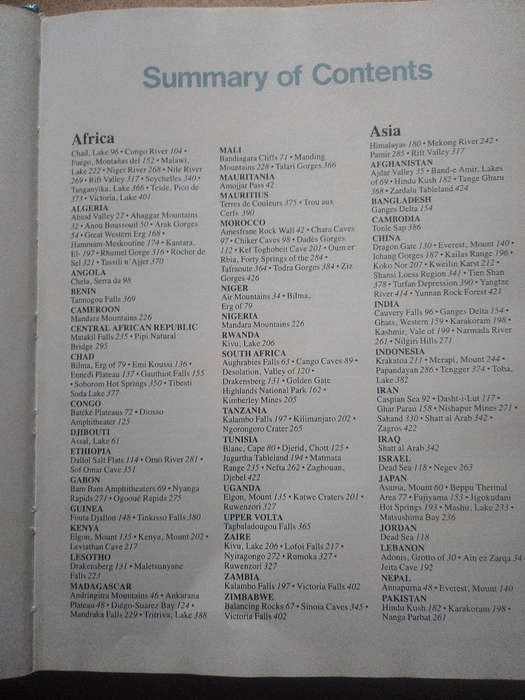 Summary of Contents
Africa
Chad, Lake 96 • Congo River 104 •
Fuego, Montañas del 152 • Malawi,
Lake 222 • Niger River 268 • Nile River
269 • Rift Valley 317 • Seychelles 340 •
Tanganyika, Lake 366 • Teide, Pico de
373 • Victoria, Lake 401
ALGERIA
Abiod Valley 27 • Ahaggar Mountains
32 • Anou Boussouil 50 • Arak Gorges
54 • Great Western Erg 168 •
Hammam-Meskoutine 174 • Kantara,
El- 197 • Rhumel Gorge 316 • Rocher de
Sel 321 • Tassili n'Ajjer 370
ANGOLA
Chela, Serra da 98
BENIN
Tannogou Falls 369
CAMEROON
Mandara Mountains 226
CENTRAL AFRICAN REPUBLIC
Matakil Falls 235 • Pipi Natural
Bridge 295
CHAD
Bilma, Erg of 79 • Emi Koussi 136 •
Ennedi Plateau 137 • Gauthiot Falls 155
• Soborom Hot Springs 350 • Tibesti
Soda Lake 377
CONGO
Batéké Plateaus 72 • Diosso
Amphitheater 125
DJIBOUTI
Assal, Lake 61
ETHIOPIA
Dallol Salt Flats 114 • Omo River 281 •
Sof Omar Cave 351
GABON
Bam Bam Amphitheaters 69 • Nyanga
Rapids 271 • Ogooué Rapids 275
GUINEA
Fouta Djallon 148 • Tinkisso Falls 380
KENYA
Elgon, Mount 135 • Kenya, Mount 202 •
Leviathan Cave 217
LESOTHO
Drakensberg 131 • Maletsunyane
Falls 223
MADAGASCAR
Andringitra Mountains 46 • Ankarana
Plateau 48 • Diégo-Suarez Bay 124 •
Mandraka Falls 229 • Tritriva, Lake 388
MALI
Bandiagara Cliffs 71 • Manding
Mountains 228 • Talari Gorges 366
MAURITANIA
Amojjar Pass 42
MAURITIUS
Terres de Couleurs 375 • Trou aux
Cerfs 390
MOROCCO
Amesfrane Rock Wall 42 • Chara Caves
97 • Chiker Caves 98 • Dadès Gorges
112 • Kef Toghobeit Cave 201 • Oum er
Rbia, Forty Springs of the 284 •
Tafraoute 364 • Todra Gorges 384 • Ziz
Gorges 426
NIGER
Aïr Mountains 34 • Bilma,
Erg of 79
NIGERIA
Mandara Mountains 226
RWANDA
Kivu, Lake 206
SOUTH AFRICA
Aughrabies Falls 63 • Cango Caves 89 •
Desolation, Valley of 120 •
Drakensberg 131 • Golden Gate
Highlands National Park 162 •
Kimberley Mines 205
TANZANIA
Kalambo Falls 197 • Kilimanjaro 202 •
Ngorongoro Crater 265
TUNISIA
Blanc, Cape 80 • Djerid, Chott 125 •
Jugurtha Tableland 194 • Matmata
Range 235 • Nefta 262 • Zaghouan,
Djebel 422
UGANDA
Elgon, Mount 135 • Katwe Craters 201 •
Ruwenzori 327
UPPER VOLTA
Tagbaladougou Falls 365
ZAIRE
Kivu, Lake 206 • Lofoi Falls 217 •
Nyiragongo 272 • Rumoka 327 •
Ruwenzori 327
ZAMBIA
Kalambo Falls 197 • Victoria Falls 402
ZIMBABWE
Balancing Rocks 67 • Sinoia Caves 345 •
Victoria Falls 402
Asia
Himalayas 180 • Mekong River 242 •
Pamir 285 • Rift Valley 317
AFGHANISTAN
Ajdar Valley 35 • Band-e Amir, Lakes
of 69 • Hindu Kush 182 • Tange Gharu
368 • Zardalu Tableland 424
BANGLADESH
Ganges Delta 154
CAMBODIA
Tonle Sap 386
CHINA
Dragon Gate 130 • Everest, Mount 140 •
Ichang Gorges 187 • Kailas Range 196 •
Koko Nor 207 • Kweilin Karst 212 •
Shansi Loess Region 341 • Tien Shan
378 • Turfan Depression 390 • Yangtze
River 414 • Yunnan Rock Forest 421
INDIA
Cauvery Falls 96 • Ganges Delta 154 •
Ghats, Western 159 • Karakoram 198 •
Kashmir, Vale of 199 • Narmada River
261 • Nilgiri Hills 271
INDONESIA
Krakatoa 211 • Merapi, Mount 244 •
Papandayan 286 • Tengger 374 • Toba,
Lake 382
IRAN
Caspian Sea 92 • Dasht-i-Lut 117 •
Ghar Parau 158 • Nishapur Mines 271 •
Sahand 330 • Shatt al Arab 342 •
Zagros 422
IRAQ
Shatt al Arab 342
ISRAEL
Dead Sea 118 • Negev 263
JAPAN
Asama, Mount 60 • Beppu Thermal
Area 77 • Fujiyama 153 • Jigokudani
Hot Springs 193 • Mashu, Lake 233 •
Matsushima Bay 236
JORDAN
Dead Sea 118
LEBANON
Adonis, Grotto of 30 • Ain ez Zarqa 34
Jeita Cave 192
NEPAL
Annapurna 48 • Everest, Mount 140
PAKISTAN
Hindu Kush 182 • Karakoram 198 •
Nanga Parbat 261